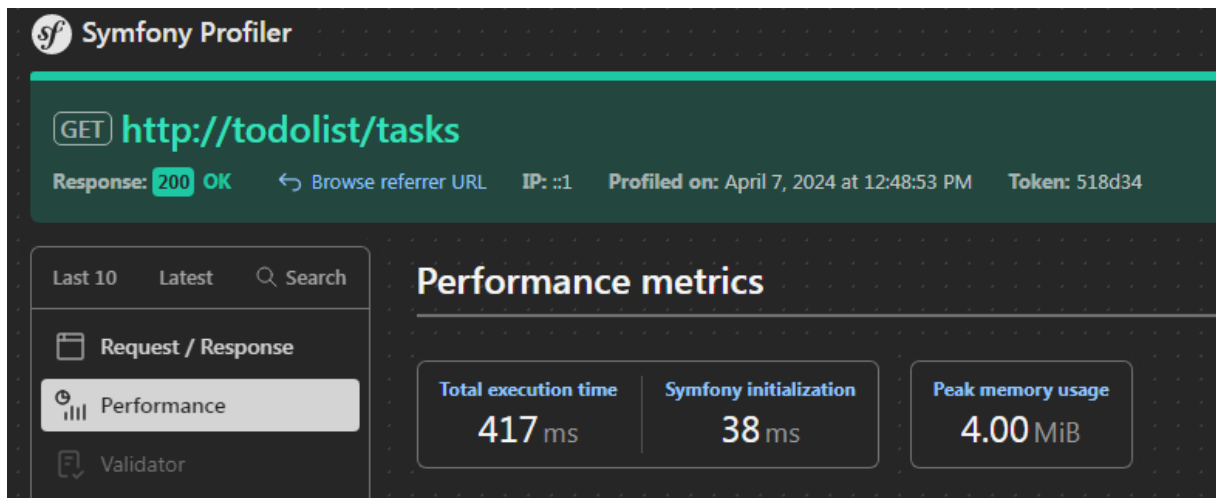 sf Symfony Profiler
GET http://todolist/tasks
Response: 200 OK Browse referrer URL IP: ::1 Profiled on: April 7, 2024 at 12:48:53 PM Token: 518d34
Last 10 Latest Search
Performance metrics
Request / Response
Performance
Validator
Total execution time Symfony initialization Peak memory usage
417 ms 38 ms 4.00 MiB